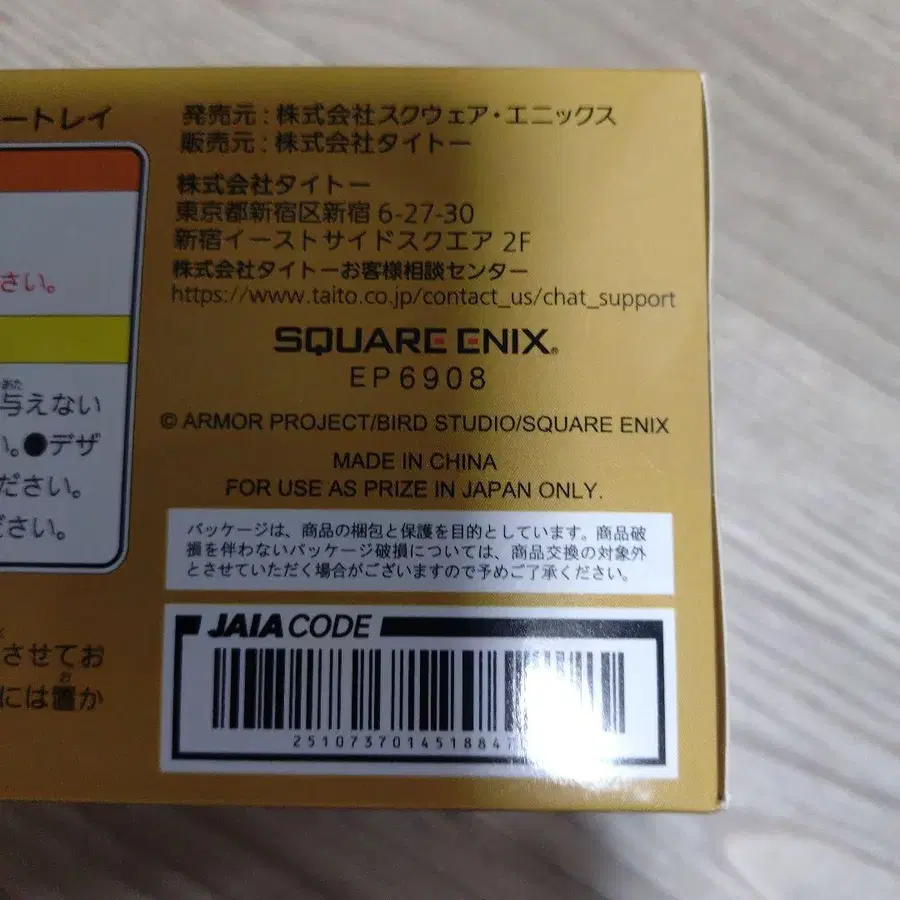 ートレイ
さい。
あた
与えない
い。●デザ
ださい。
ださい。
させてお
お
には置か
発売元：株式会社スクウェア・エニックス
販売元：株式会社タイトー
株式会社タイトー
東京都新宿区新宿 6-27-30
新宿イーストサイドスクエア 2F
株式会社タイトーお客様相談センター
https://www.taito.co.jp/contact_us/chat_support
SQUARE ENIX®
EP6908
© ARMOR PROJECT/BIRD STUDIO/SQUARE ENIX
MADE IN CHINA
FOR USE AS PRIZE IN JAPAN ONLY.
パッケージは、商品の梱包と保護を目的としています。商品破
損を伴わないパッケージ破損については、商品交換の対象外
とさせていただく場合がございますので予めご了承ください。
JAIA CODE
2510737014518847